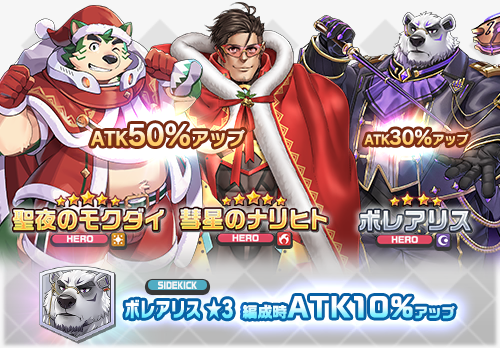 ATK50%アップ
ATK30%アップ
聖夜のモクダイ
彗星のナリヒト
ボレアリス
HERO
HERO
HERO
SIDEKICK
ボレアリス ★3 編成時ATK10%アップ